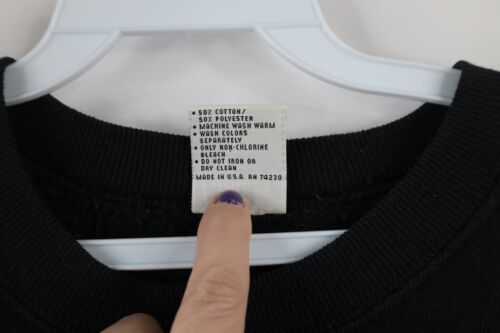 • 50% COTTON/
50% POLYESTER
• MACHINE WASH WARM
• WASH COLORS
SEPARATELY
• ONLY NON-CHLORINE
BLEACH
• DO NOT IRON OR
DRY CLEAN
MADE IN U.S.A. RN 74230